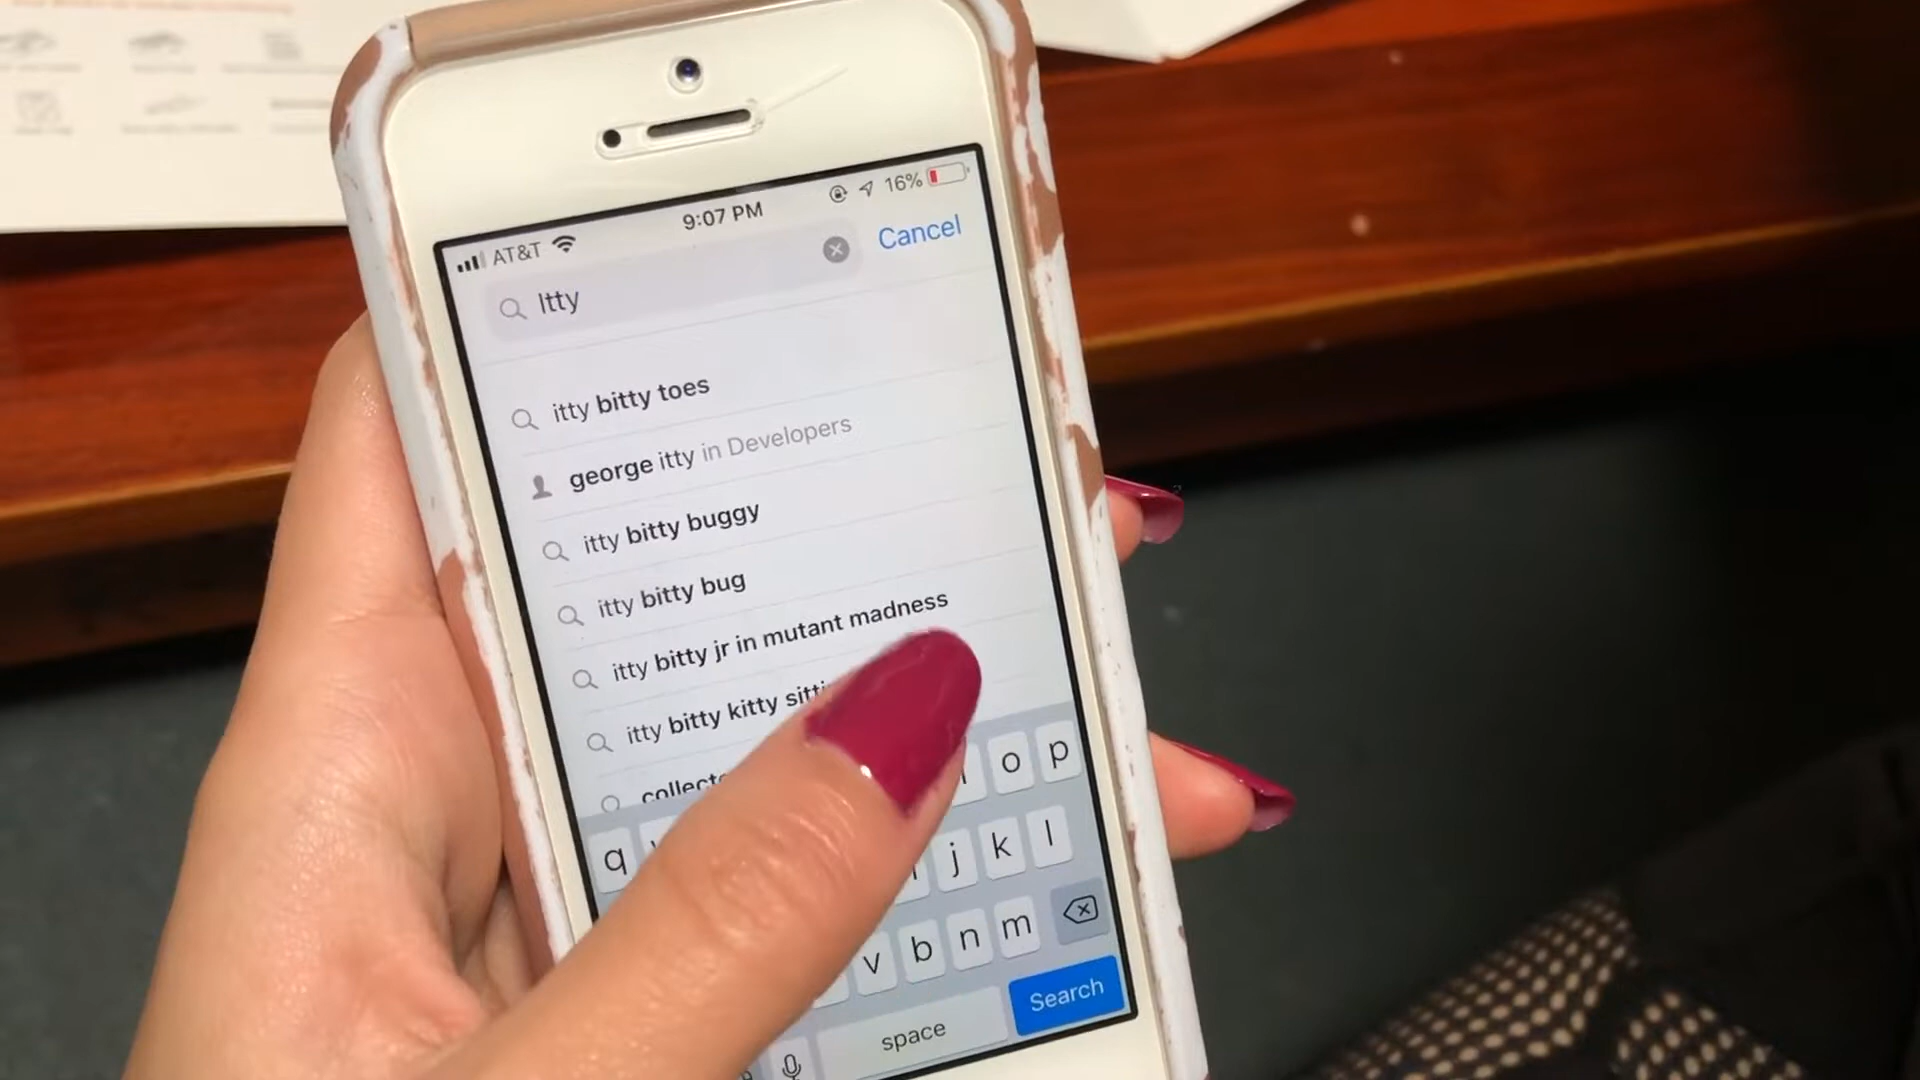 AT&T 9:07 PM 16%
Itty Cancel
itty bitty toes
george itty in Developers
itty bitty buggy
itty bitty bug
itty bitty jr in mutant madness
itty bitty kitty
q o p
j k l
v b n m
space Search